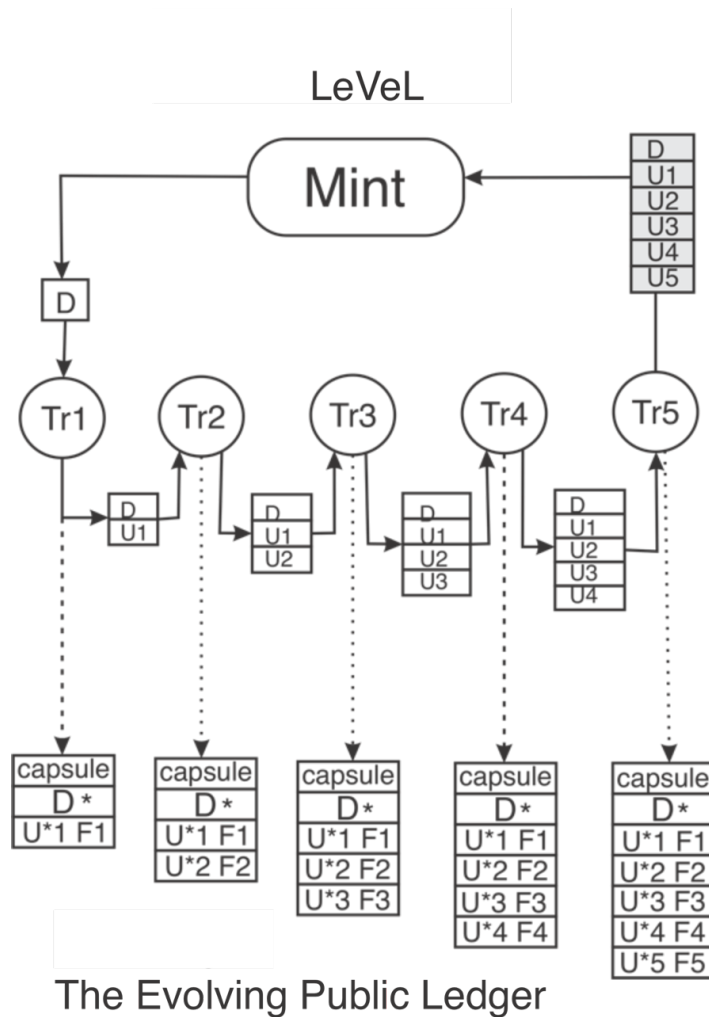 LeVeL
Mint
D
U1
U2
U3
U4
U5
D
Tr1
Tr2
Tr3
Tr4
Tr5
D
U1
D
U1
U2
D
U1
U2
U3
D
U1
U2
U3
U4
capsule
D *
U*1 F1
capsule
D*
U*1 F1
U*2 F2
capsule
D*
U*1 F1
U*2 F2
U*3 F3
capsule
D*
U*1 F1
U*2 F2
U*3 F3
U*4 F4
capsule
D*
U*1 F1
U*2 F2
U*3 F3
U*4 F4
U*5 F5
The Evolving Public Ledger